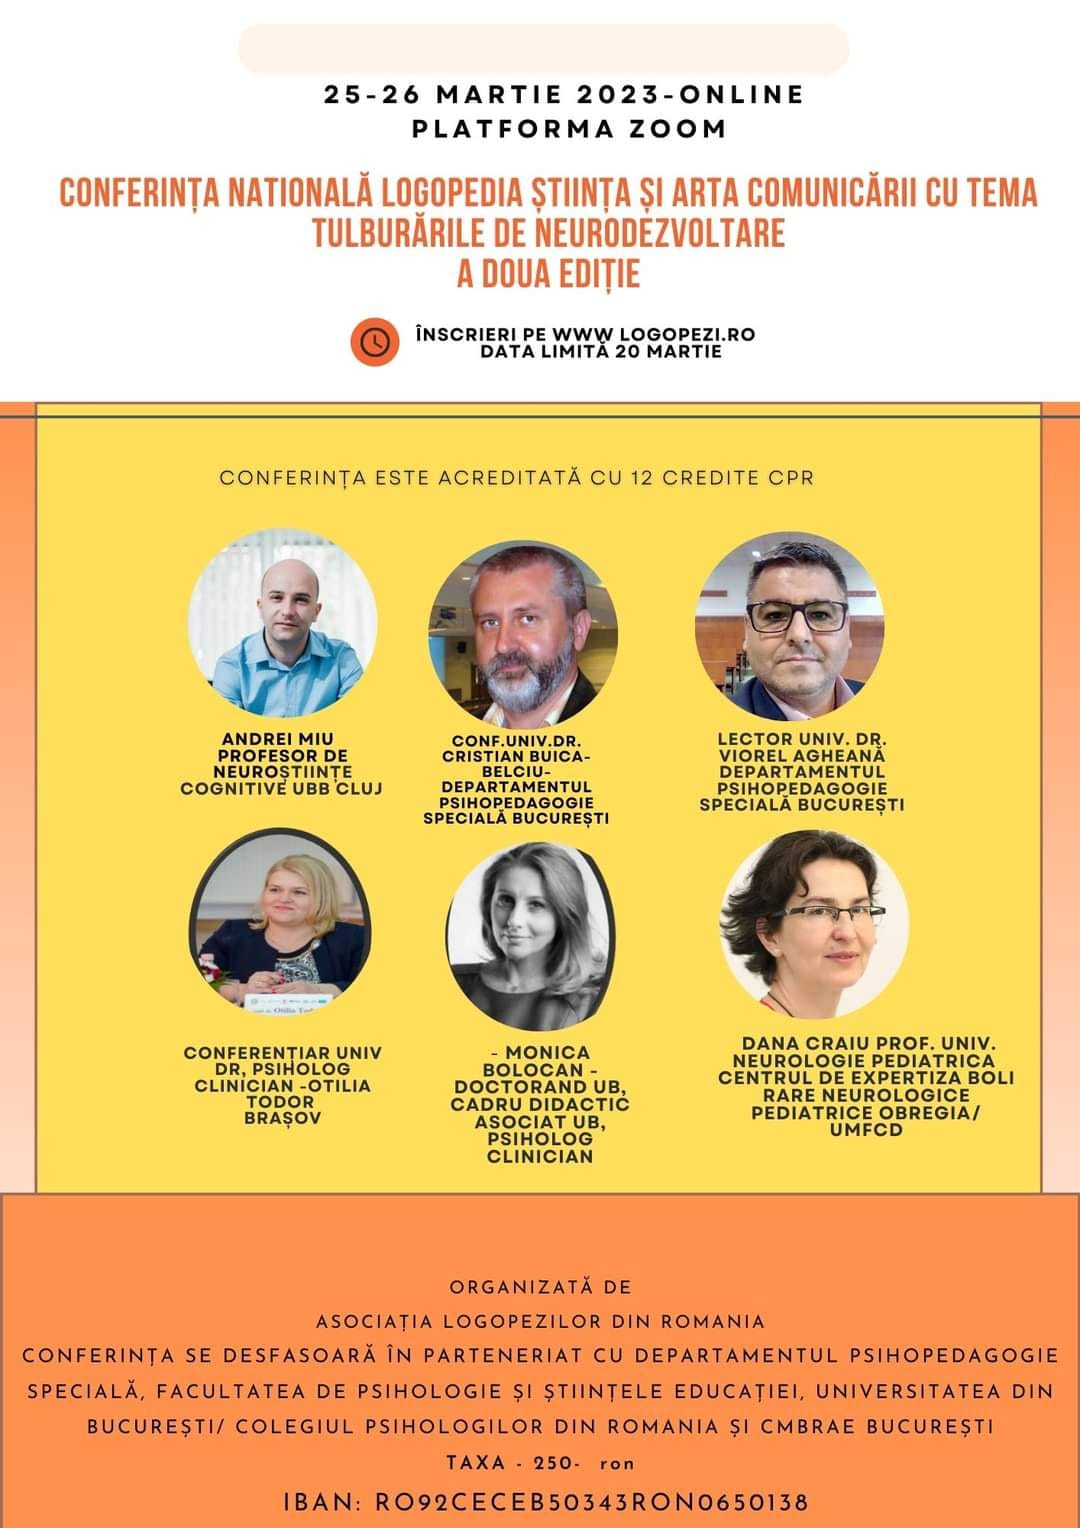 25-26 MARTIE 2023-ONLINE
PLATFORMA ZOOM
CONFERINȚA NATIONALĂ LOGOPEDIA ȘTIINȚA ȘI ARTA COMUNICĂRII CU TEMA
TULBURĂRILE DE NEURODEZVOLTARE
A DOUA EDIȚIE
ÎNSCRIERI PE WWW LOGOPEZI.RO
DATA LIMITĂ 20 MARTIE
CONFERINȚA ESTE ACREDITATĂ CU 12 CREDITE CPR
ANDREI MIU
PROFESOR DE
NEUROȘTIINȚE
COGNITIVE UBB CLUJ
CONF.UNIV.DR.
CRISTIAN BUICA-
BELCIU-
DEPARTAMENTUL
PSIHOPEDAGOGIE
SPECIALĂ BUCUREȘTI
LECTOR UNIV. DR.
VIOREL AGHEANĂ
DEPARTAMENTUL
PSIHOPEDAGOGIE
SPECIALĂ BUCUREȘTI
Otilia Tod
CONFERENTIAR UNIV
DR, PSIHOLOG
CLINICIAN -OTILIA
TODOR
BRAȘOV
- MONICA
BOLOCAN -
DOCTORAND UB,
CADRU DIDACTIC
ASOCIAT UB,
PSIHOLOG
CLINICIAN
DANA CRAIU PROF. UNIV.
NEUROLOGIE PEDIATRICA
CENTRUL DE EXPERTIZA BOLI
RARE NEUROLOGICE
PEDIATRICE OBREGIA/
UMFCD
ORGANIZATĂ DE
ASOCIAȚIA LOGOPEZILOR DIN ROMANIA
CONFERINȚA SE DESFASOARĂ ÎN PARTENERIAT CU DEPARTAMENTUL PSIHOPEDAGOGIE
SPECIALĂ, FACULTATEA DE PSIHOLOGIE ȘI ȘTIINȚELE EDUCAȚIEI, UNIVERSITATEA DIN
BUCUREȘTI/ COLEGIUL PSIHOLOGILOR DIN ROMANIA ȘI CMBRAE BUCUREȘTI
TAXA - 250- ron
IBAN: RO92CECEB50343RON0650138